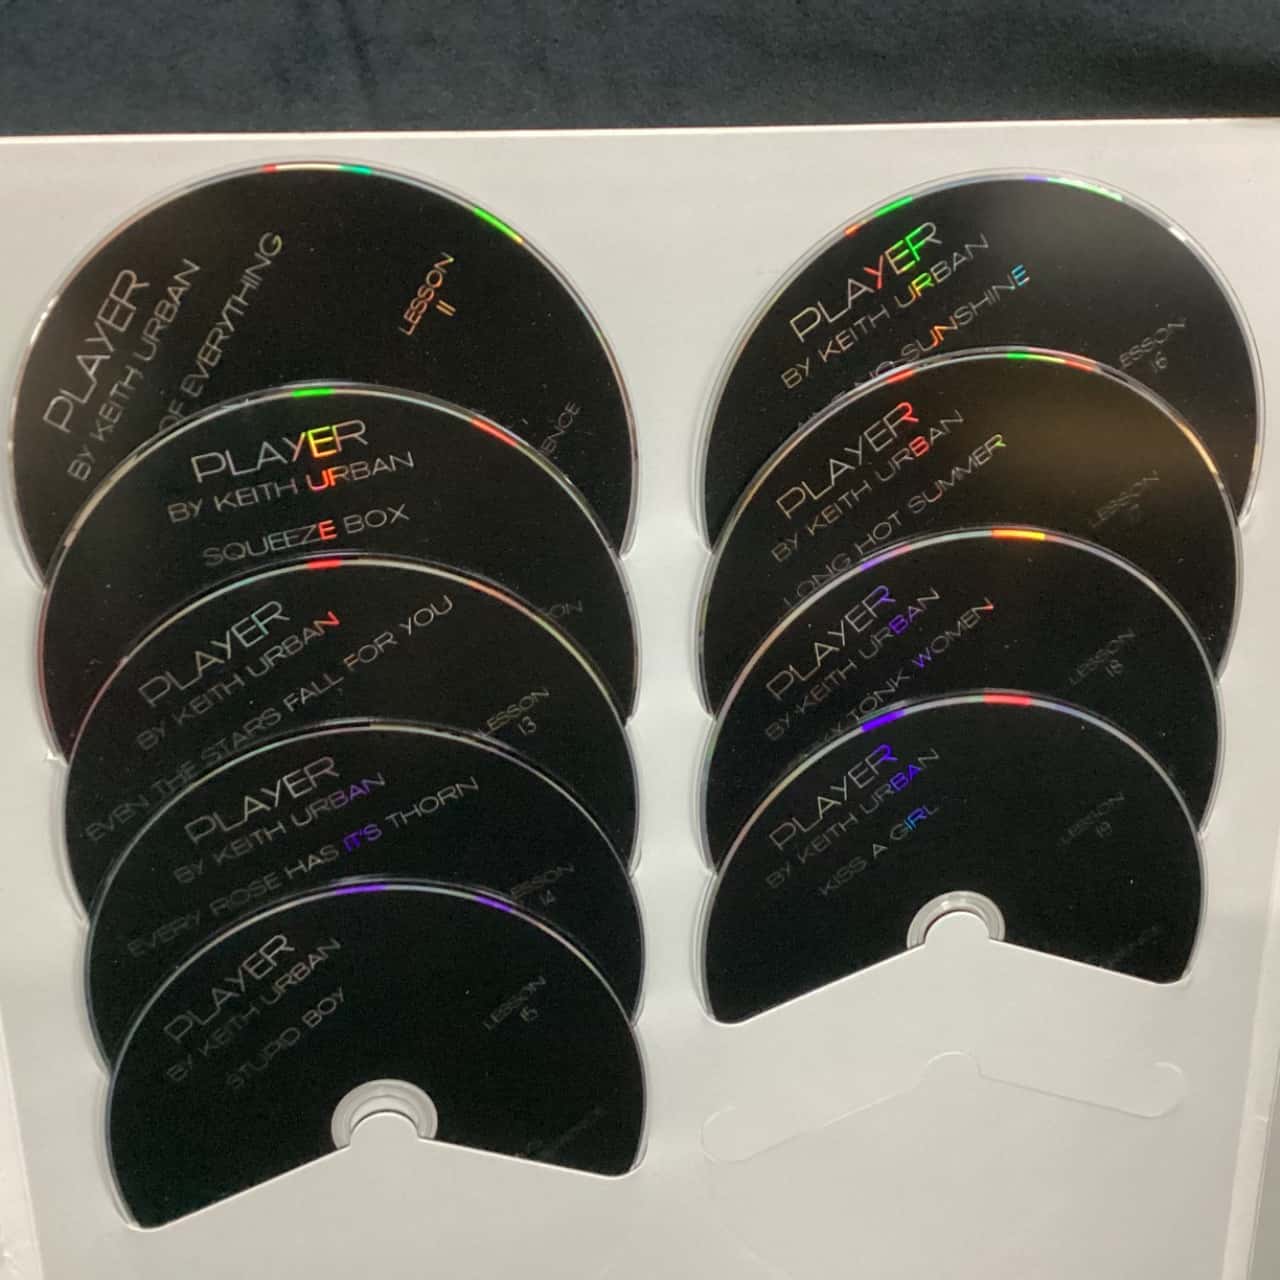 PLAYER
BY KEITH URBAN
OF EVERYTHING
LESSON
11
PLAYER
BY KEITH URBAN
SQUEEZE BOX
PLAYER
BY KEITH URBAN
EVEN THE STARS FALL FOR YOU
LESSON
13
PLAYER
BY KEITH URBAN
EVERY ROSE HAS IT'S THORN
LESSON
14
PLAYER
BY KEITH URBAN
STUPID BOY
LESSON
15
PLAYER
BY KEITH URBAN
SUNSHINE
LESSON
16
PLAYER
BY KEITH URBAN
LONG HOT SUMMER
LESSON
17
PLAYER
BY KEITH URBAN
TONK WOMEN
LESSON
18
PLAYER
BY KEITH URBAN
KISS A GIRL
LESSON
19